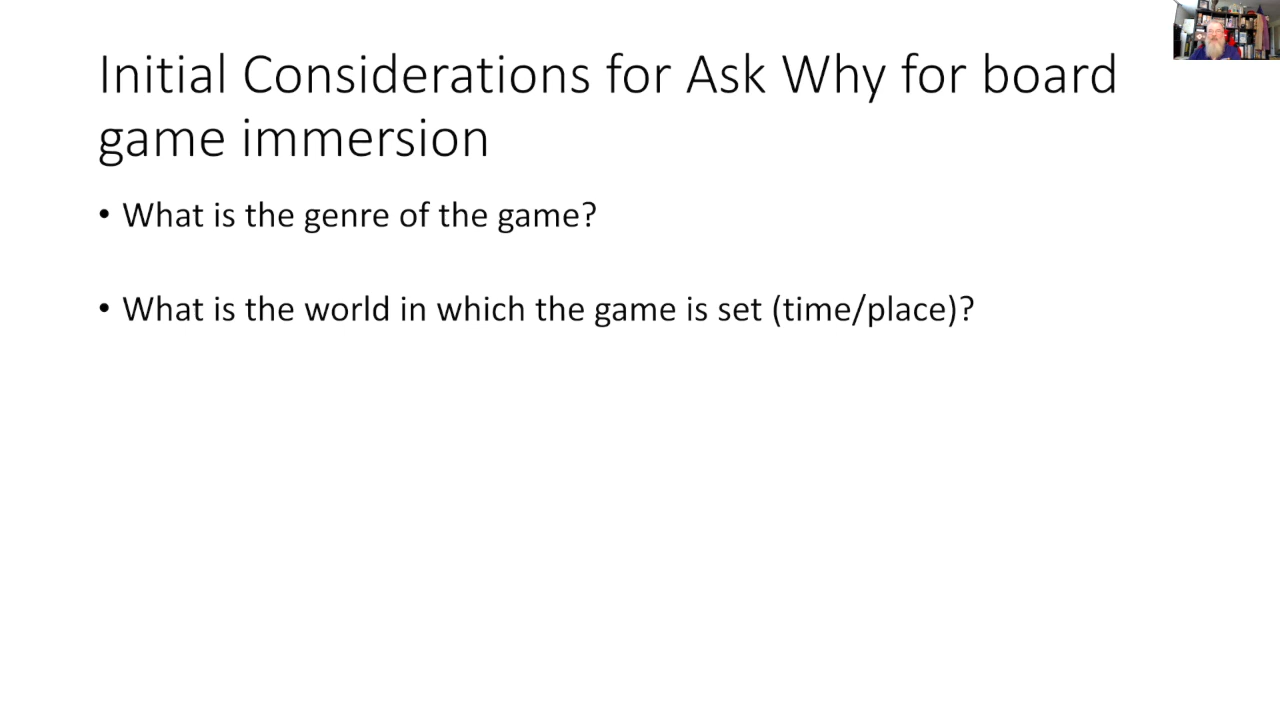 Initial Considerations for Ask Why for board
game immersion
• What is the genre of the game?
• What is the world in which the game is set (time/place)?